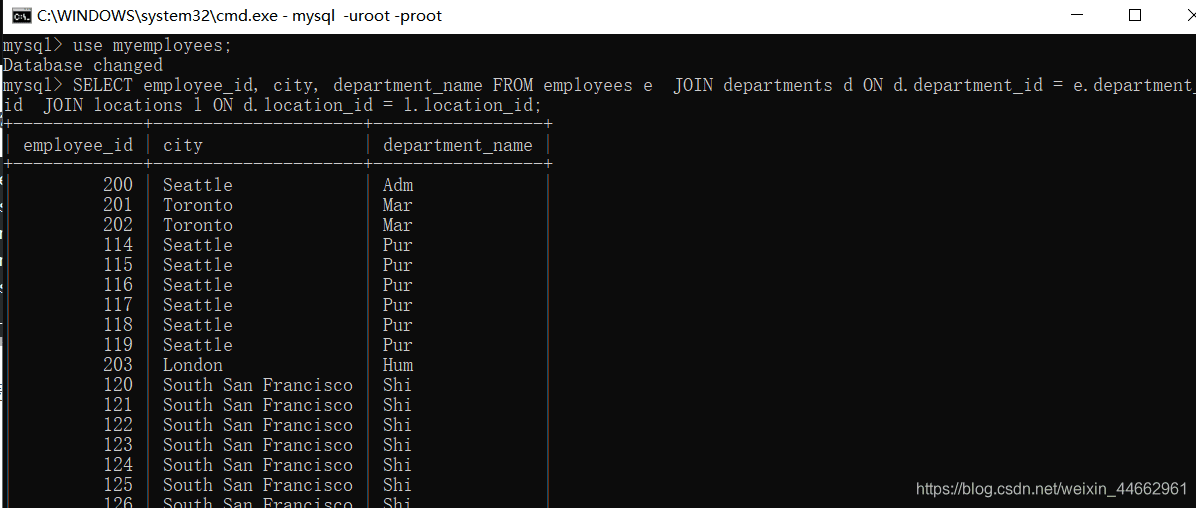 C:\WINDOWS\system32\cmd.exe - mysql  -uroot -proot
mysql> use myemployees;
Database changed
mysql> SELECT employee_id, city, department_name FROM employees e  JOIN departments d ON d.department_id = e.department_
id  JOIN locations l ON d.location_id = l.location_id;
+-------------+---------------------+-----------------+
| employee_id | city                | department_name |
+-------------+---------------------+-----------------+
|         200 | Seattle             | Adm             |
|         201 | Toronto             | Mar             |
|         202 | Toronto             | Mar             |
|         114 | Seattle             | Pur             |
|         115 | Seattle             | Pur             |
|         116 | Seattle             | Pur             |
|         117 | Seattle             | Pur             |
|         118 | Seattle             | Pur             |
|         119 | Seattle             | Pur             |
|         203 | London              | Hum             |
|         120 | South San Francisco | Shi             |
|         121 | South San Francisco | Shi             |
|         122 | South San Francisco | Shi             |
|         123 | South San Francisco | Shi             |
|         124 | South San Francisco | Shi             |
|         125 | South San Francisco | Shi             |
|         126 | South San Francisco | Shi             |
https://blog.csdn.net/weixin_44662961